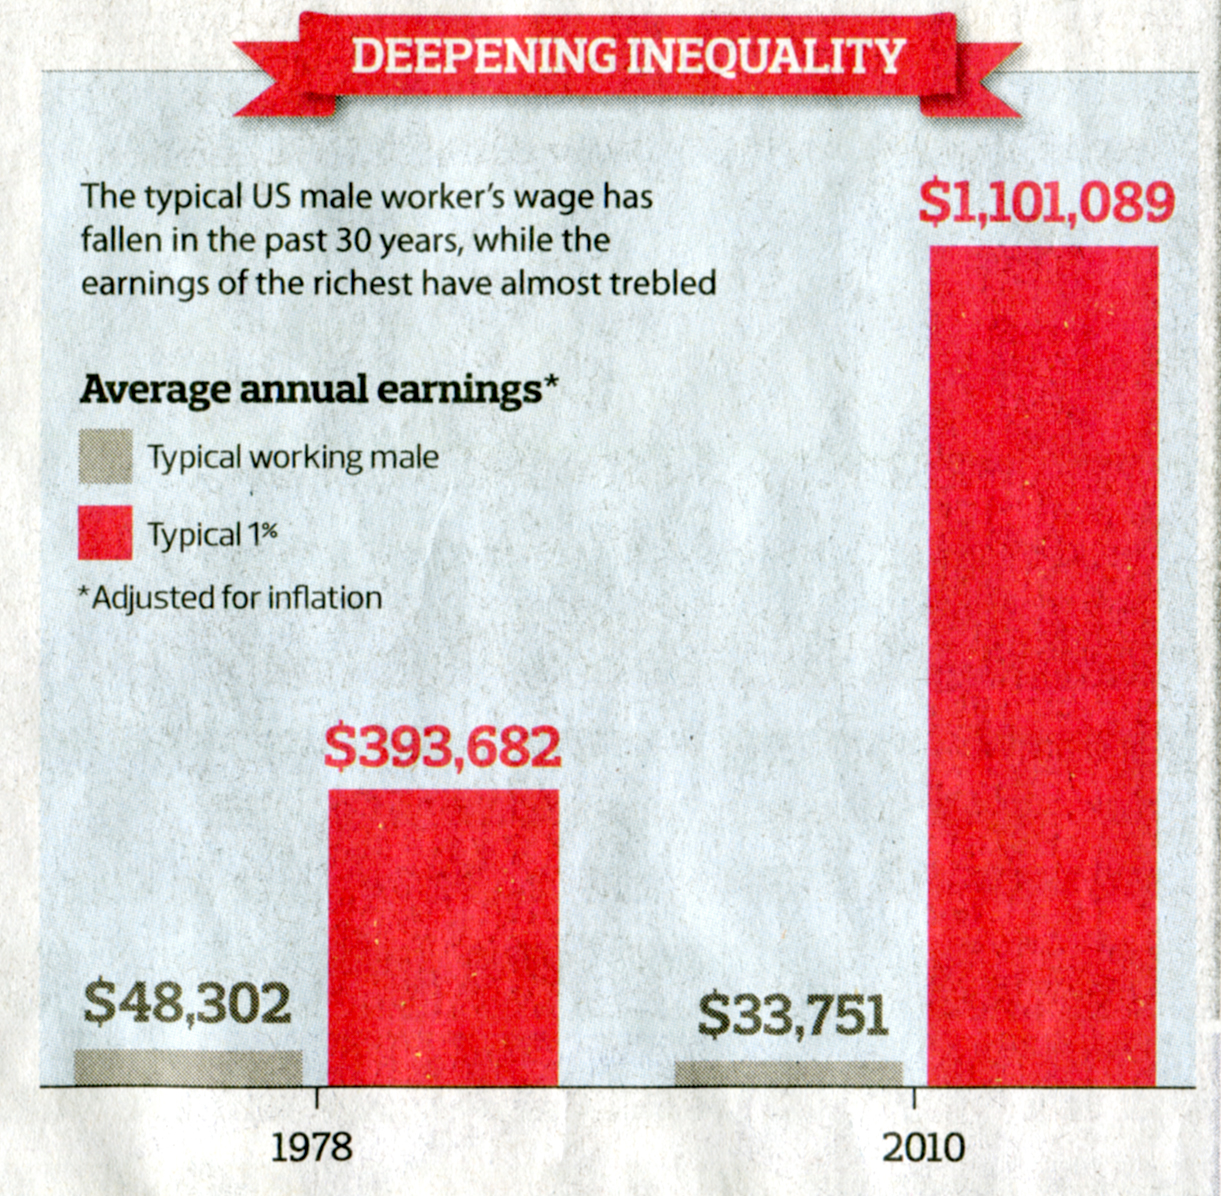 DEEPENING INEQUALITY
The typical US male worker's wage has
fallen in the past 30 years, while the
earnings of the richest have almost trebled
$1,101,089
Average annual earnings*
Typical working male
Typical 1%
*Adjusted for inflation
$393,682
$48,302
$33,751
1978
2010